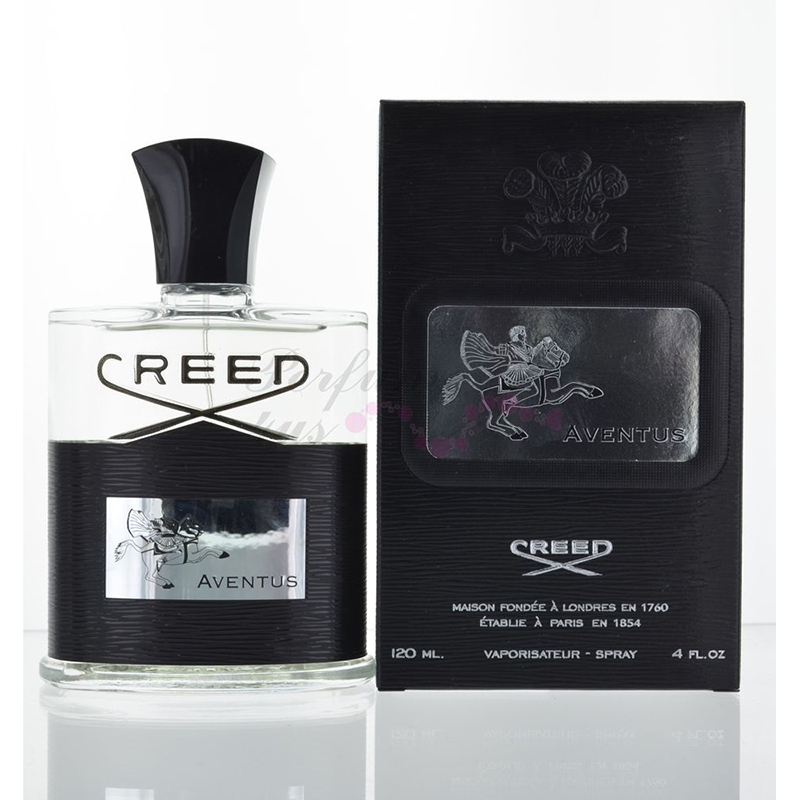 CREED
AVENTUS
AVENTUS
CREED
MAISON FONDÉE À LONDRES EN 1760
ÉTABLIE À PARIS EN 1854
120 ML. VAPORISATEUR - SPRAY 4 FL.OZ